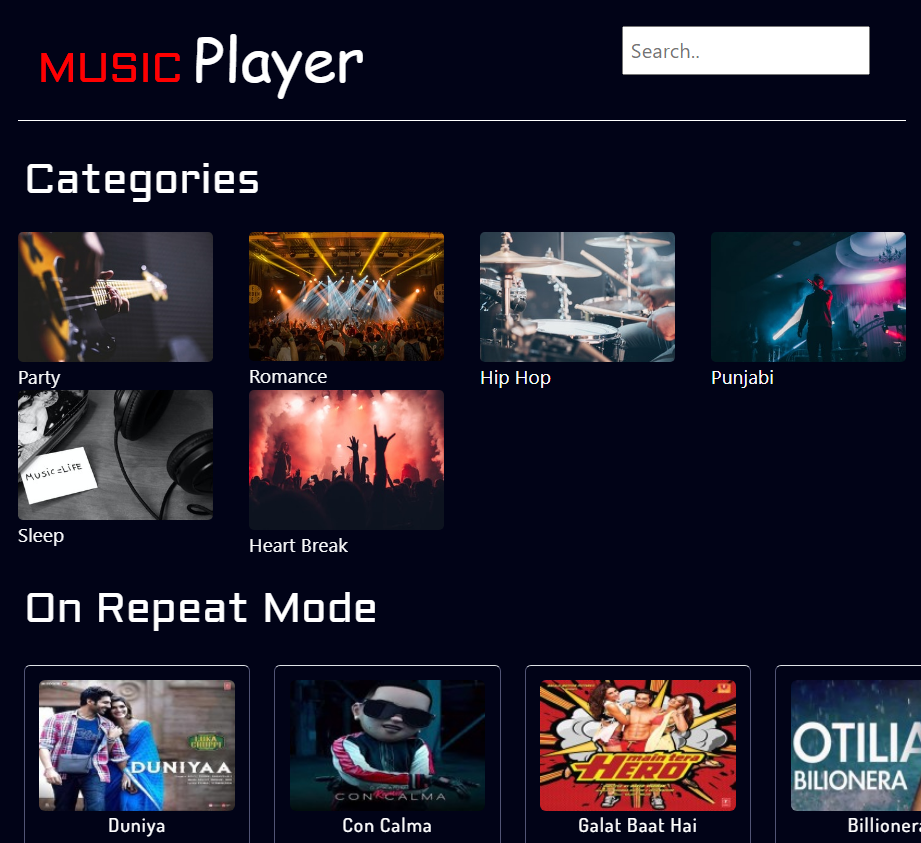 MUSIC Player
Search..
Categories
Party
Romance
Hip Hop
Punjabi
MUSIC=LiFE
Sleep
Heart Break
On Repeat Mode
LUKA CHUPPI
DUNIYAA
Duniya
Remix
CON CALMA
Con Calma
main tera
HERO
Galat Baat Hai
OTILIA
BILIONERA
Billionera